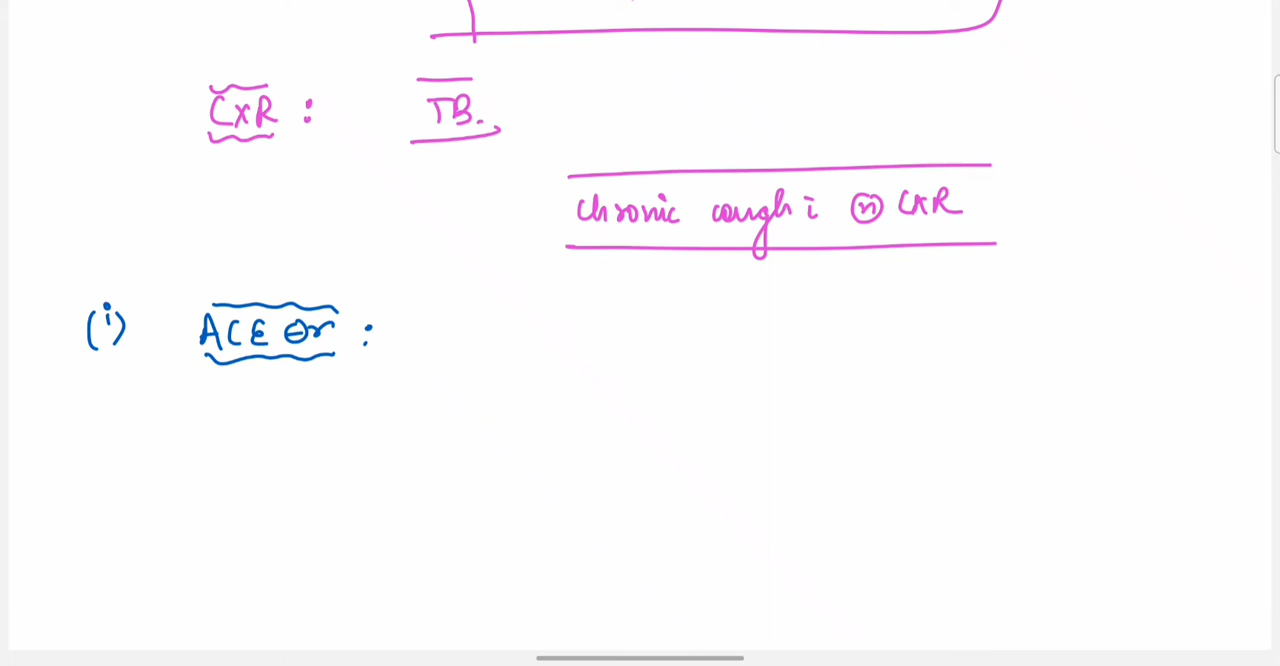 CXR : TB.
chronic cough ī ⓝ CXR
(i) ACE ⊖r :